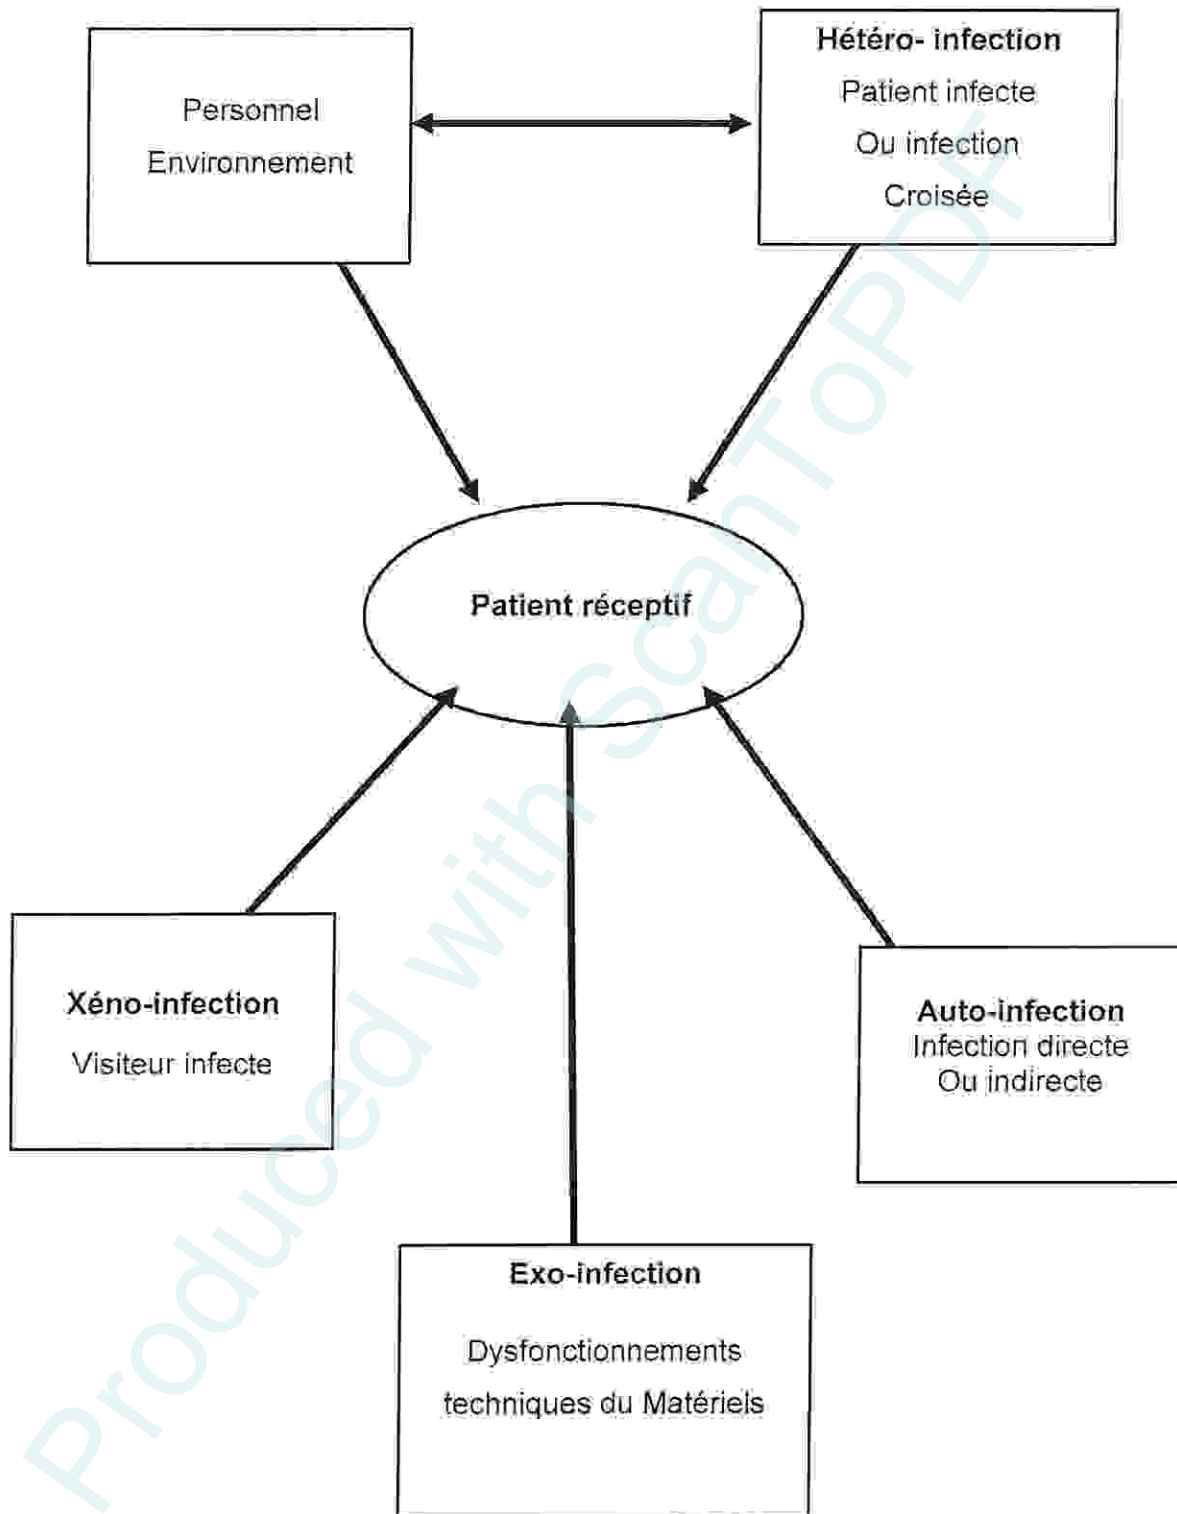 Personnel
Environnement
Hétéro- infection
Patient infecte
Ou infection
Croisée
Patient réceptif
Xéno-infection
Visiteur infecte
Auto-infection
Infection directe
Ou indirecte
Exo-infection
Dysfonctionnements
techniques du Matériels
Produced with ScanToPDF